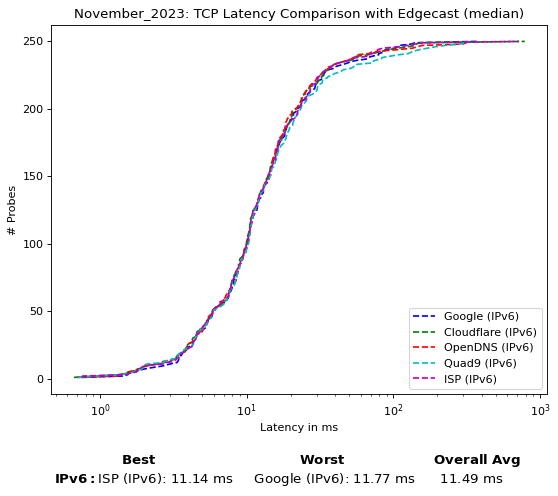 November_2023: TCP Latency Comparison with Edgecast (median)
250
200
150
100
50
0
# Probes
Google (IPv6)
Cloudflare (IPv6)
OpenDNS (IPv6)
Quad9 (IPv6)
ISP (IPv6)
10⁰ 10¹ 10² 10³
Latency in ms
Best Worst Overall Avg
IPv6: ISP (IPv6): 11.14 ms Google (IPv6): 11.77 ms 11.49 ms